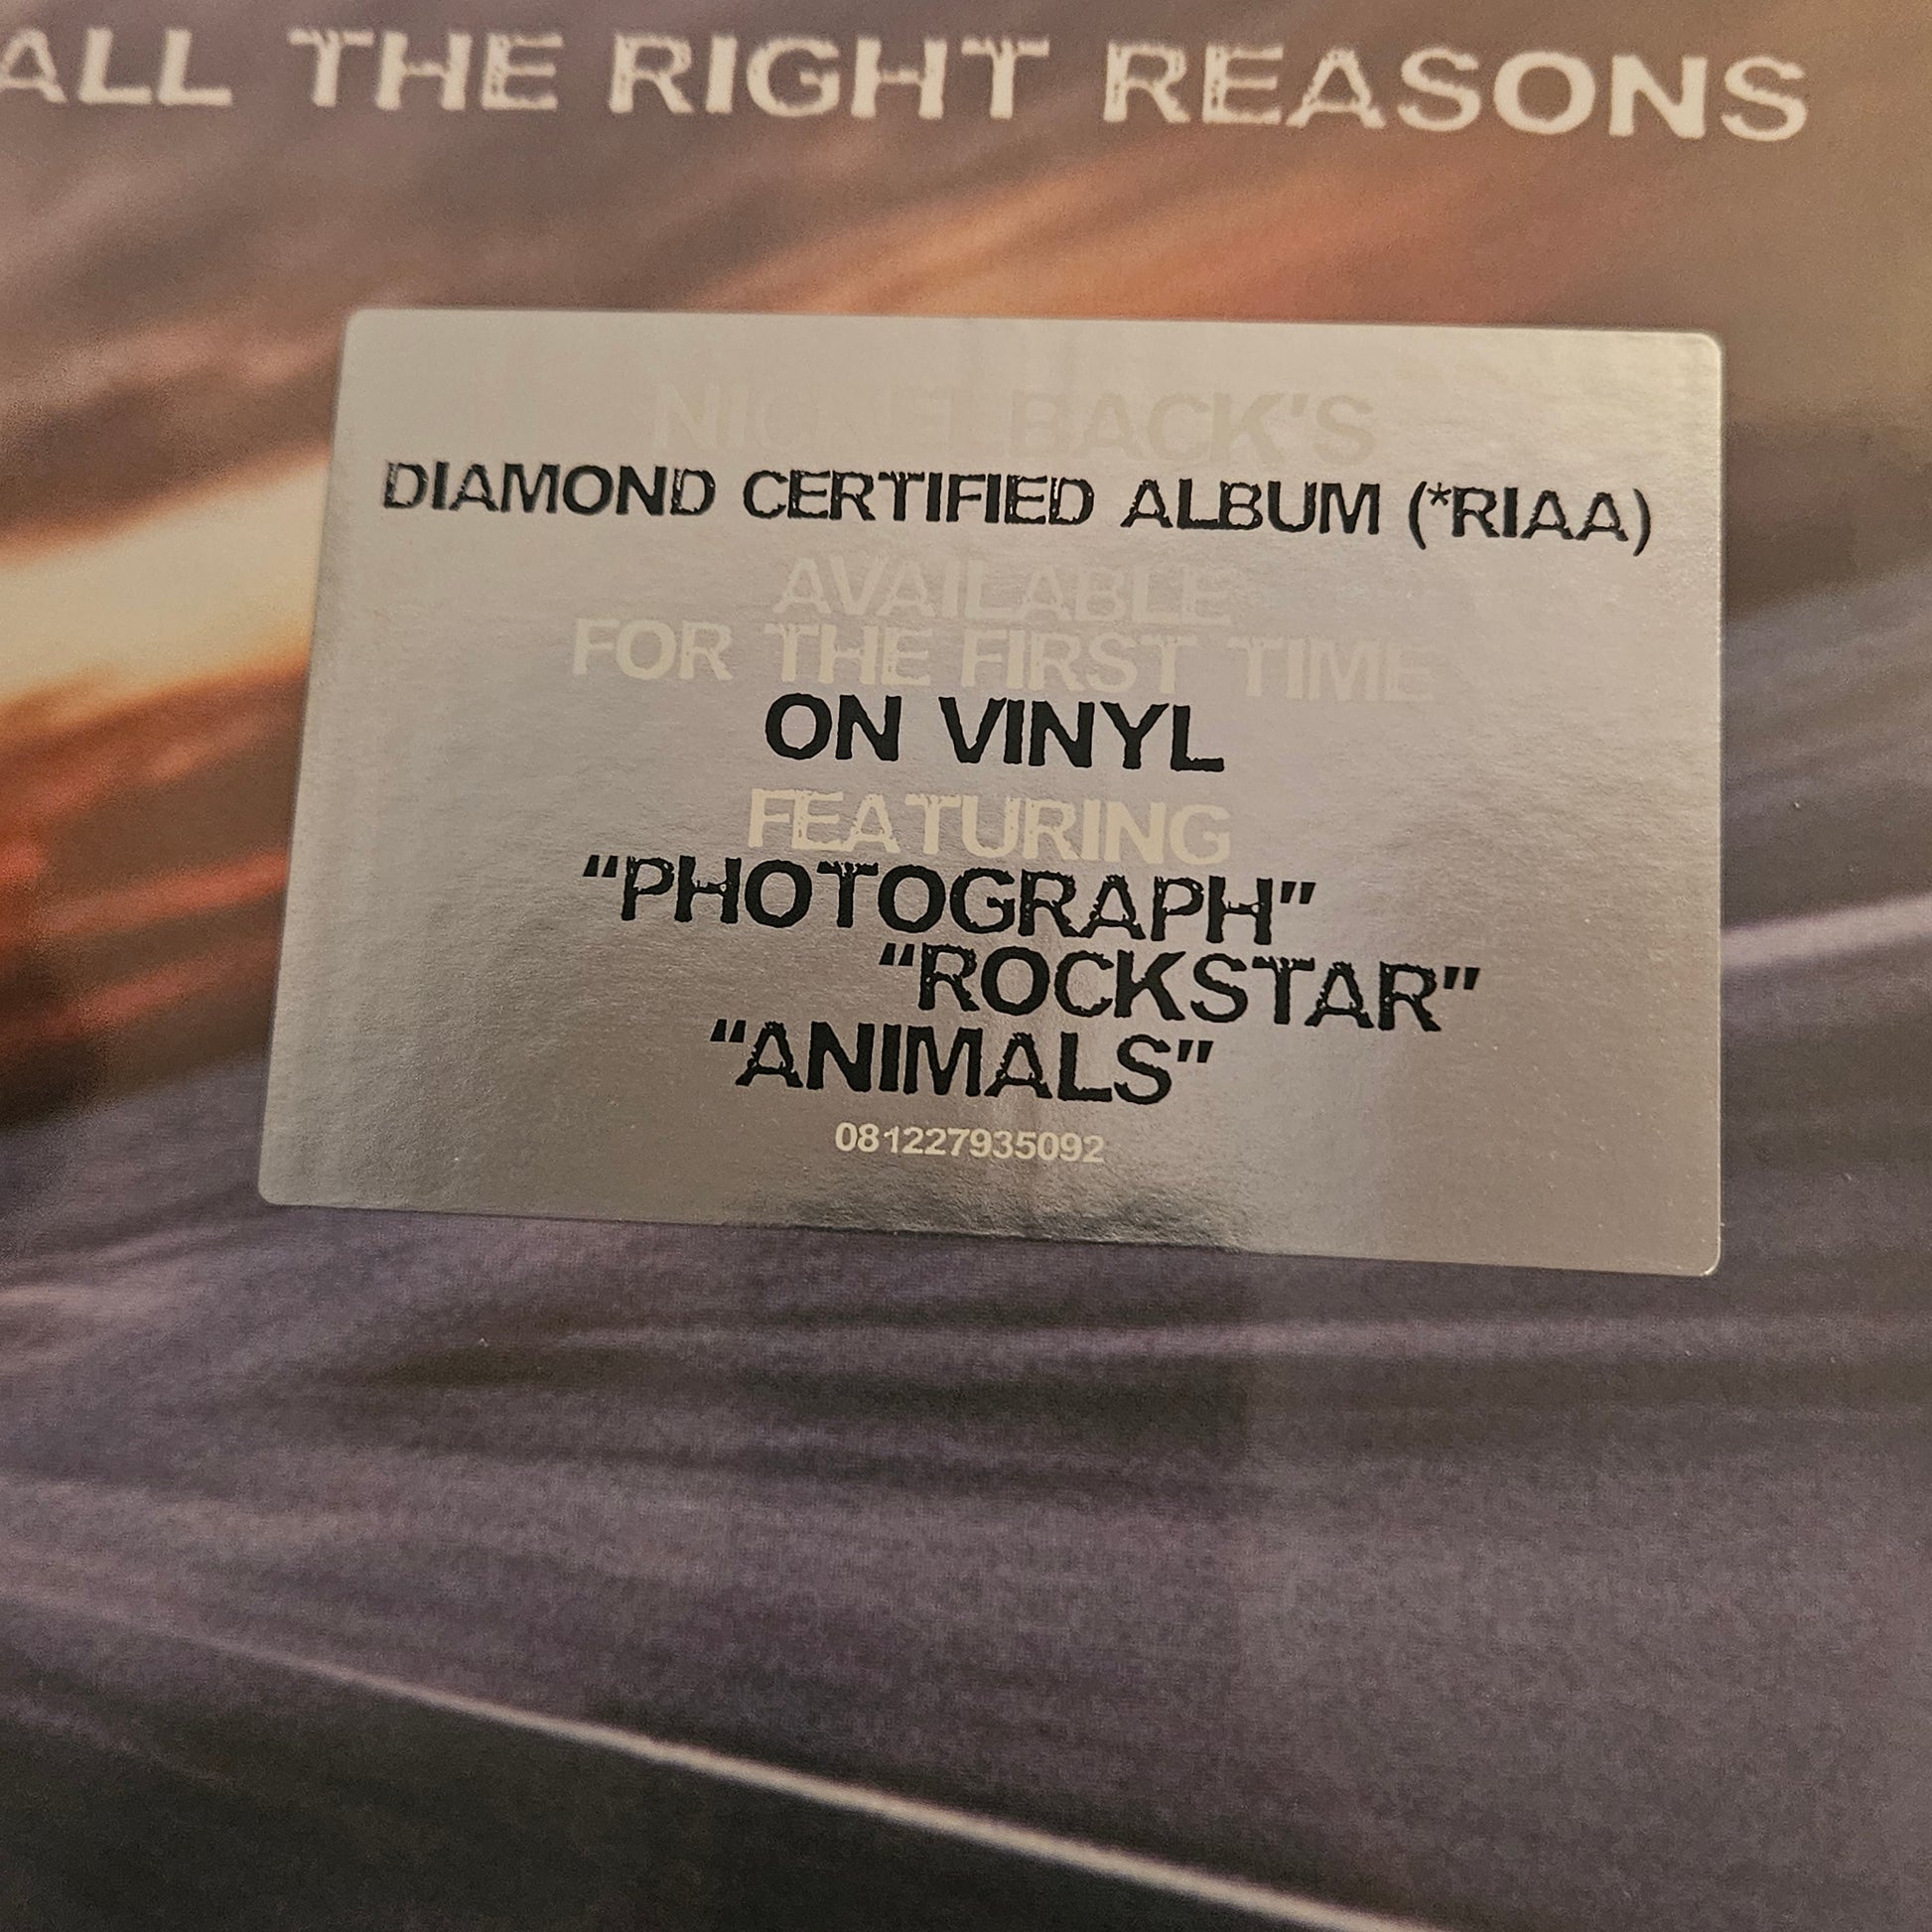 ALL THE RIGHT REASONS
NICKELBACK'S
DIAMOND CERTIFIED ALBUM (*RIAA)
AVAILABLE
FOR THE FIRST TIME
ON VINYL
FEATURING
“PHOTOGRAPH”
“ROCKSTAR”
“ANIMALS”
081227935092